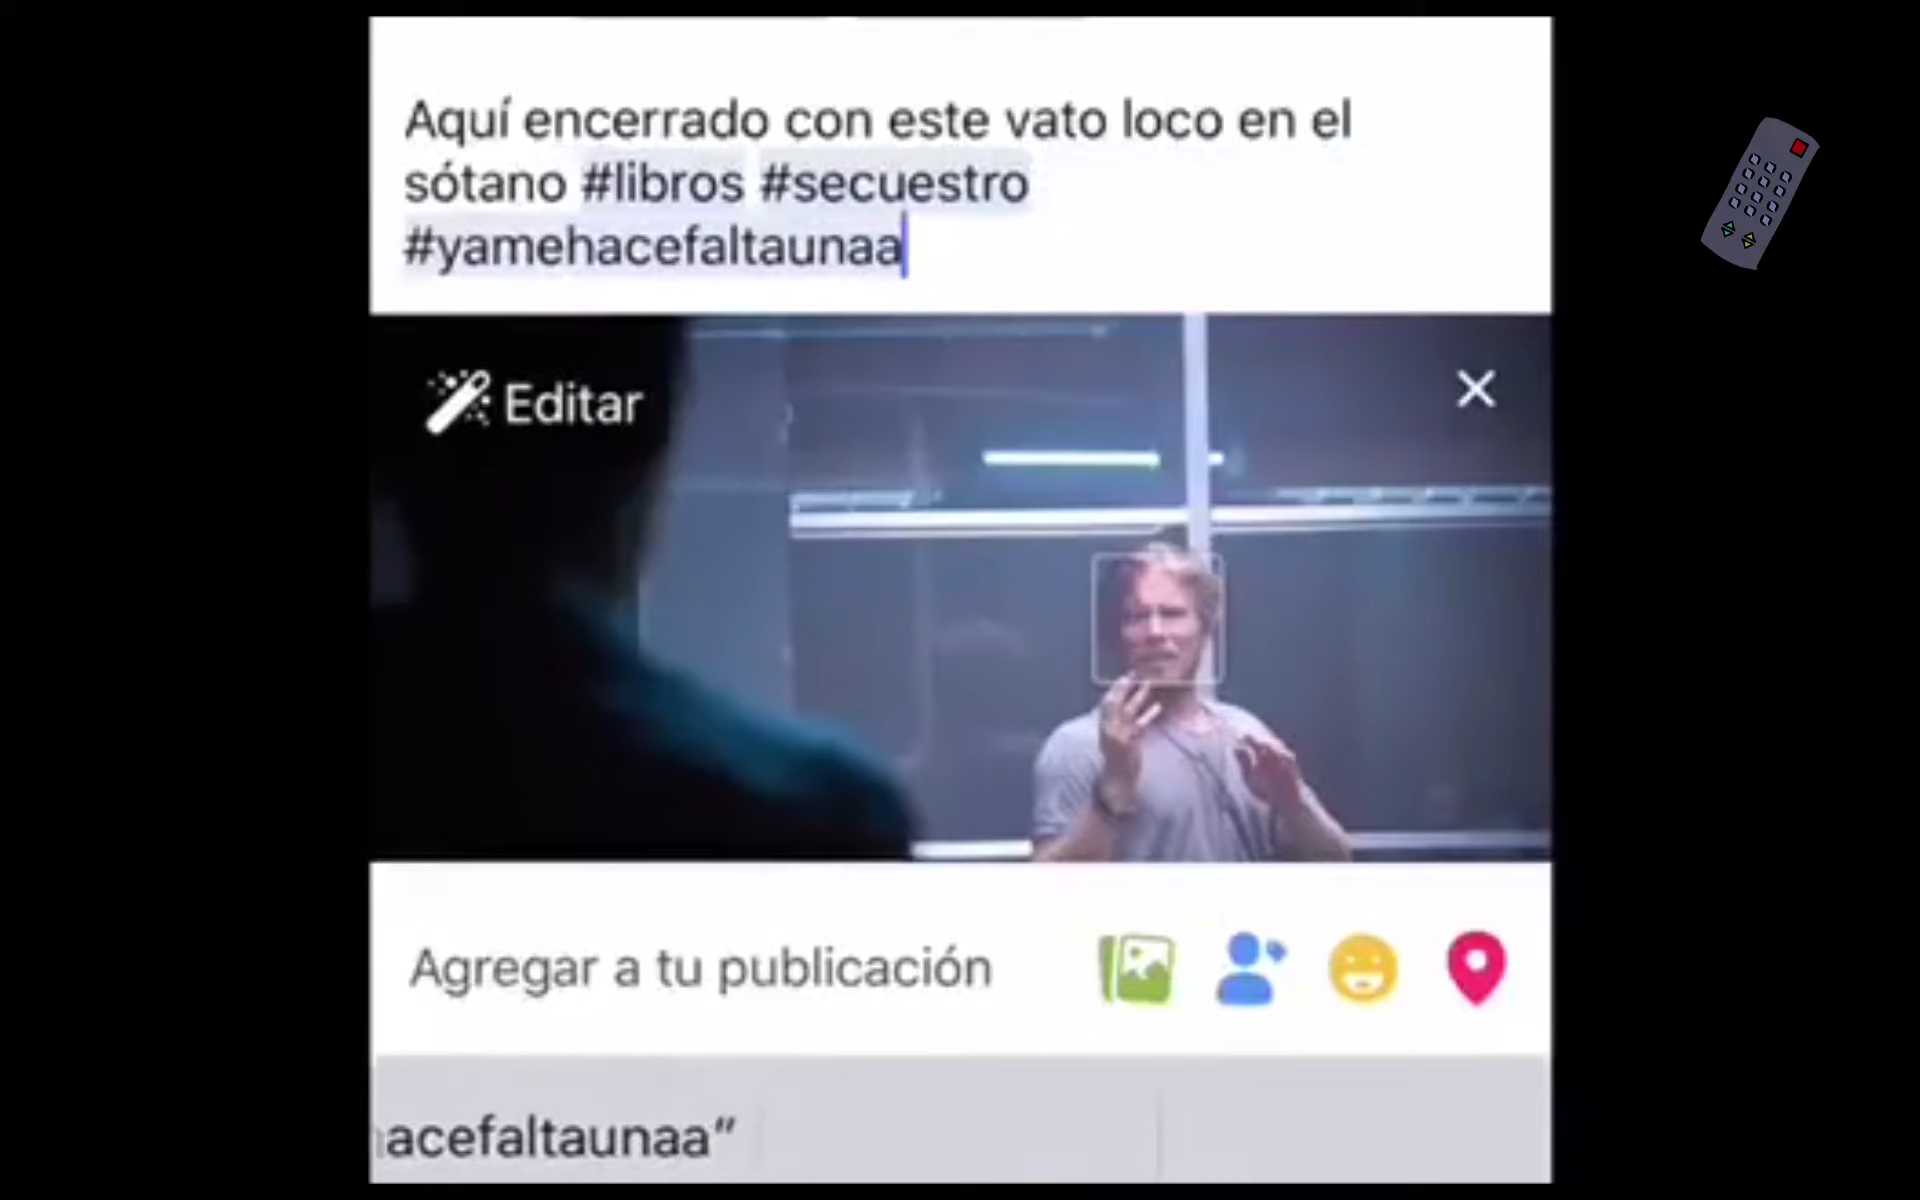 Aquí encerrado con este vato loco en el
sótano #libros #secuestro
#yamehacefaltaunaa
Editar
Agregar a tu publicación
acefaltaunaa"